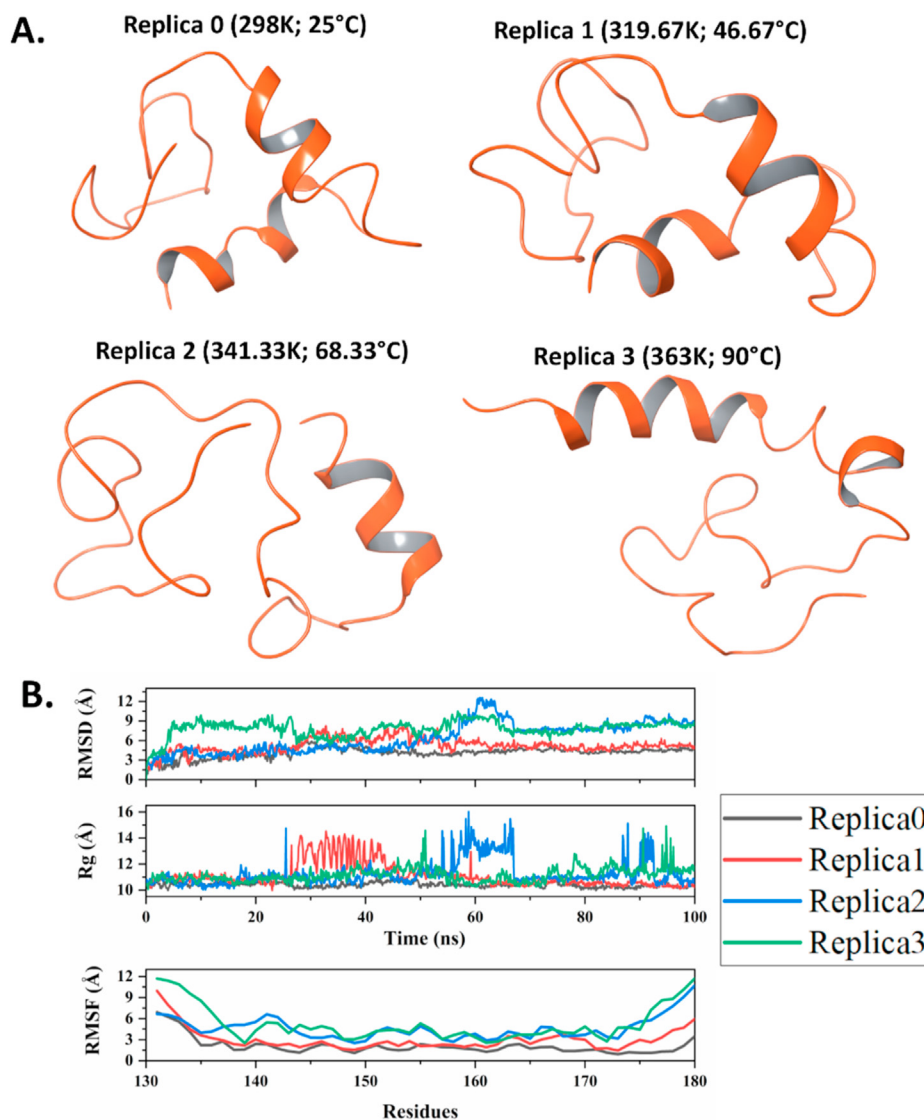 A.
Replica 0 (298K; 25°C)
Replica 1 (319.67K; 46.67°C)
Replica 2 (341.33K; 68.33°C)
Replica 3 (363K; 90°C)
B.
RMSD (Å)
12
9
6
3
0
Rg (Å)
16
14
12
10
0 20 40 60 80 100
Time (ns)
RMSF (Å)
12
9
6
3
0
130 140 150 160 170 180
Residues
Replica0
Replica1
Replica2
Replica3